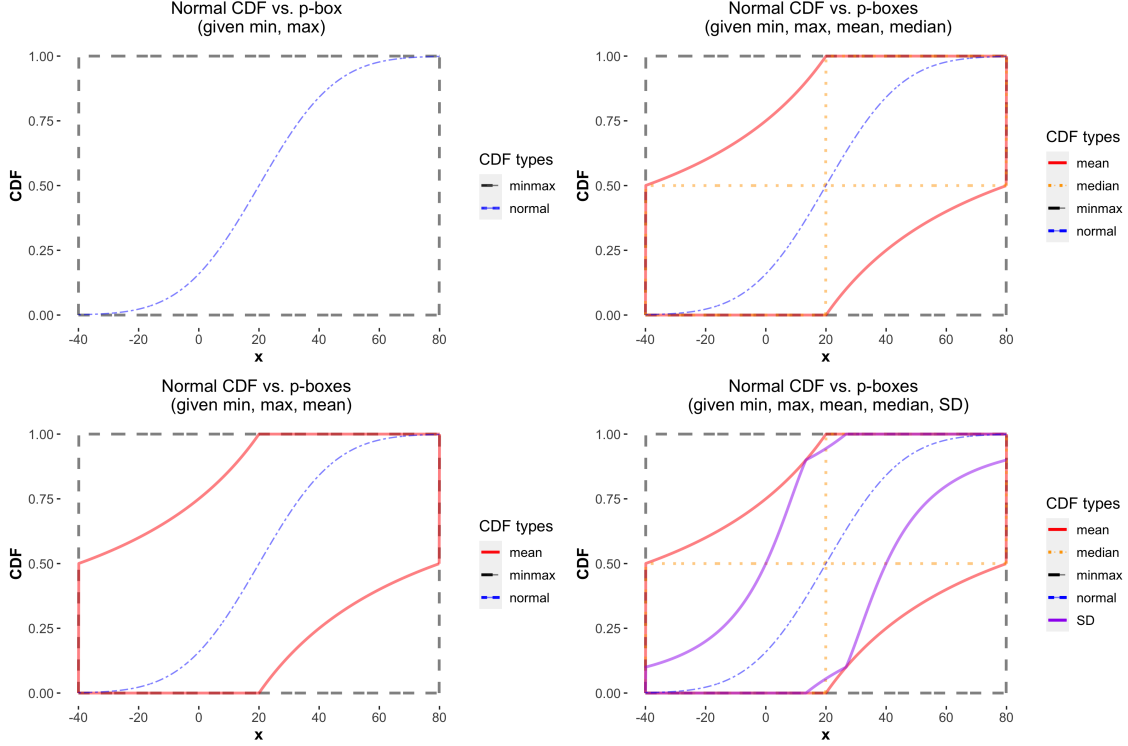 Normal CDF vs. p-box
(given min, max)
1.00
0.75
0.50
0.25
0.00
CDF
-40 -20 0 20 40 60 80
x
CDF types
minmax
normal
Normal CDF vs. p-boxes
(given min, max, mean, median)
1.00
0.75
0.50
0.25
0.00
CDF
-40 -20 0 20 40 60 80
x
CDF types
mean
median
minmax
normal
Normal CDF vs. p-boxes
(given min, max, mean)
1.00
0.75
0.50
0.25
0.00
CDF
-40 -20 0 20 40 60 80
x
CDF types
mean
minmax
normal
Normal CDF vs. p-boxes
(given min, max, mean, median, SD)
1.00
0.75
0.50
0.25
0.00
CDF
-40 -20 0 20 40 60 80
x
CDF types
mean
median
minmax
normal
SD